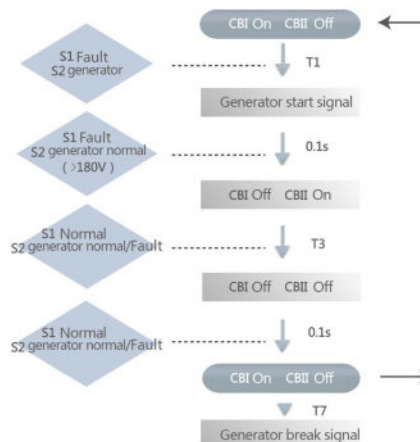 CBI On CBII Off
S1 Fault
S2 generator
T1
Generator start signal
S1 Fault
S2 generator normal
(>180V)
0.1s
CBI Off CBII On
S1 Normal
S2 generator normal/Fault
T3
CBI Off CBII Off
S1 Normal
S2 generator normal/Fault
0.1s
CBI On CBII Off
T7
Generator break signal